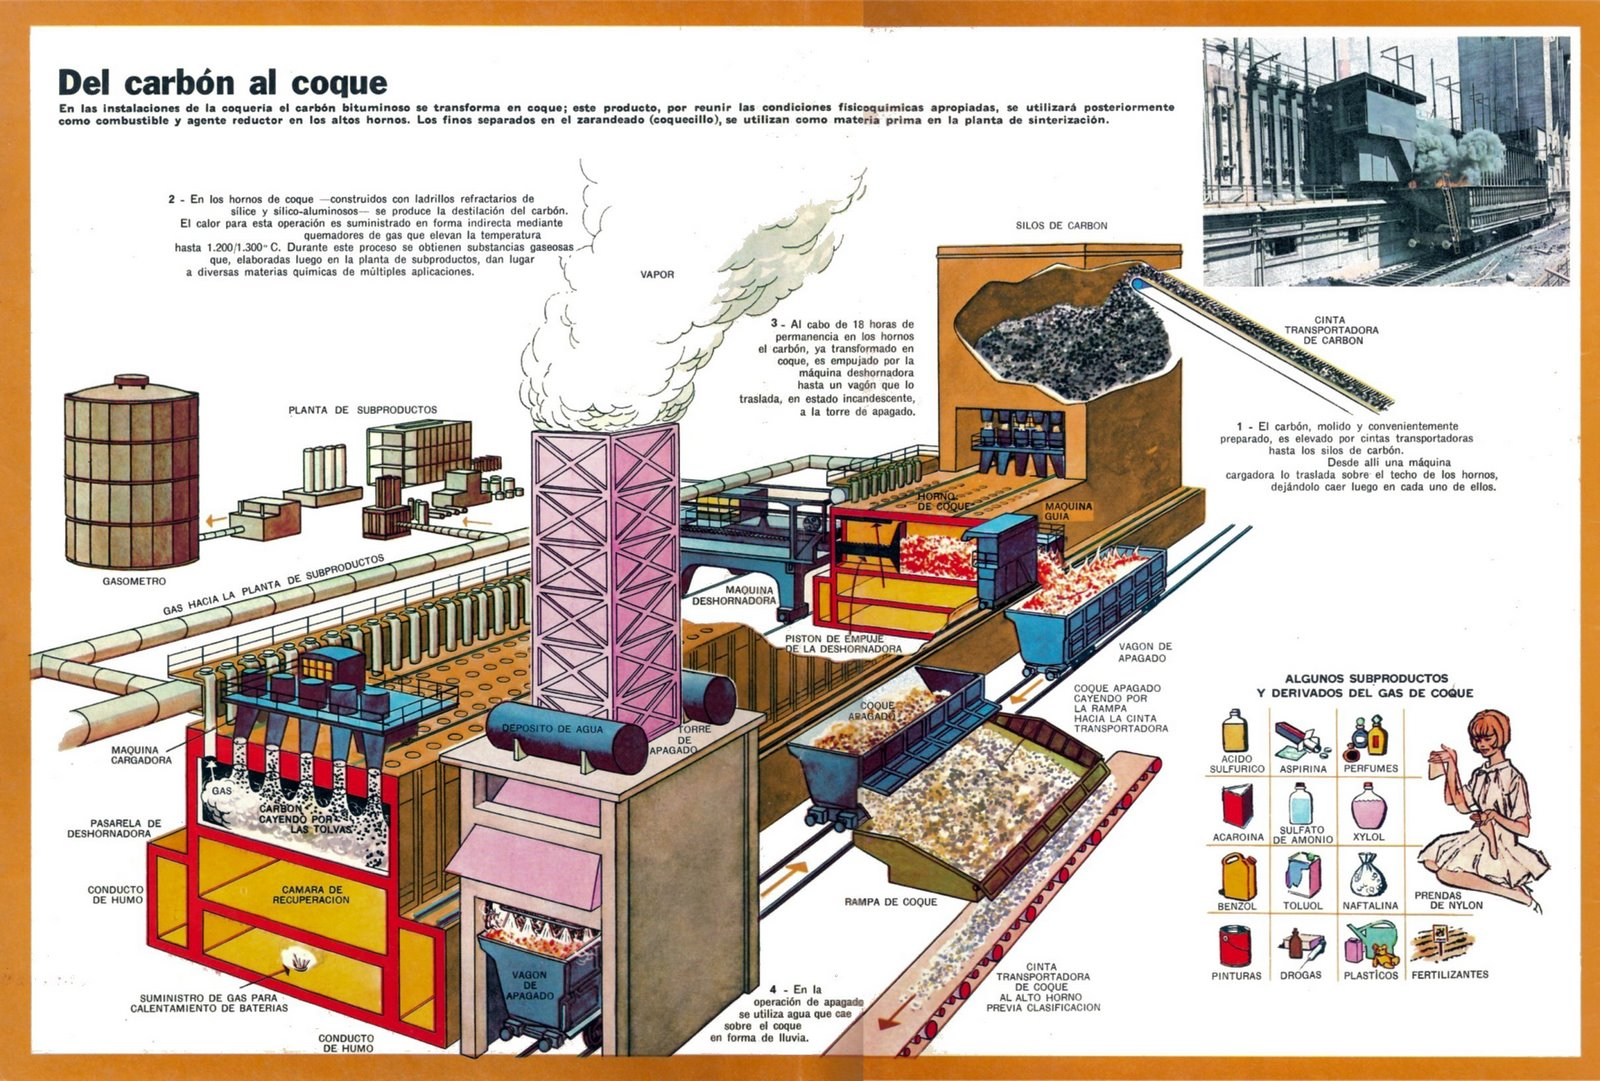 Del carbón al coque
En las instalaciones de la coquería el carbón bituminoso se transforma en coque; este producto, por reunir las condiciones fisicoquímicas apropiadas, se utilizará posteriormente
como combustible y agente reductor en los altos hornos. Los finos separados en el zarandeado (coquecillo), se utilizan como materia prima en la planta de sinterización.
2 - En los hornos de coque —construidos con ladrillos refractarios de
sílice y sílico-aluminosos— se produce la destilación del carbón.
El calor para esta operación es suministrado en forma indirecta mediante
quemadores de gas que elevan la temperatura
hasta 1.200/1.300° C. Durante este proceso se obtienen substancias gaseosas
que, elaboradas luego en la planta de subproductos, dan lugar
a diversas materias químicas de múltiples aplicaciones.
VAPOR
SILOS DE CARBON
3 - Al cabo de 18 horas de
permanencia en los hornos
el carbón, ya transformado en
coque, es empujado por la
máquina deshornadora
hasta un vagón que lo
traslada, en estado incandescente,
a la torre de apagado.
CINTA
TRANSPORTADORA
DE CARBON
1 - El carbón, molido y convenientemente
preparado, es elevado por cintas transportadoras
hasta los silos de carbón.
Desde allí una máquina
cargadora lo traslada sobre el techo de los hornos,
dejándolo caer luego en cada uno de ellos.
PLANTA DE SUBPRODUCTOS
GASOMETRO
GAS HACIA LA PLANTA DE SUBPRODUCTOS
HORNO
DE COQUE
MAQUINA
GUIA
MAQUINA
DESHORNADORA
PISTON DE EMPUJE
DE LA DESHORNADORA
VAGON DE
APAGADO
COQUE
APAGADO
COQUE APAGADO
CAYENDO POR
LA RAMPA
HACIA LA CINTA
TRANSPORTADORA
DEPOSITO DE AGUA
TORRE
DE
APAGADO
MAQUINA
CARGADORA
GAS
CARBON
CAYENDO POR
LAS TOLVAS
PASARELA DE
DESHORNADORA
CONDUCTO
DE HUMO
CAMARA DE
RECUPERACION
RAMPA DE COQUE
VAGON
DE
APAGADO
SUMINISTRO DE GAS PARA
CALENTAMIENTO DE BATERIAS
CONDUCTO
DE HUMO
4 - En la
operación de apagado
se utiliza agua que cae
sobre el coque
en forma de lluvia.
CINTA
TRANSPORTADORA
DE COQUE
AL ALTO HORNO
PREVIA CLASIFICACION
ALGUNOS SUBPRODUCTOS
Y DERIVADOS DEL GAS DE COQUE
ACIDO
SULFURICO
ASPIRINA
PERFUMES
ACAROINA
SULFATO
DE AMONIO
XYLOL
BENZOL
TOLUOL
NAFTALINA
PRENDAS
DE NYLON
PINTURAS
DROGAS
PLASTICOS
FERTILIZANTES